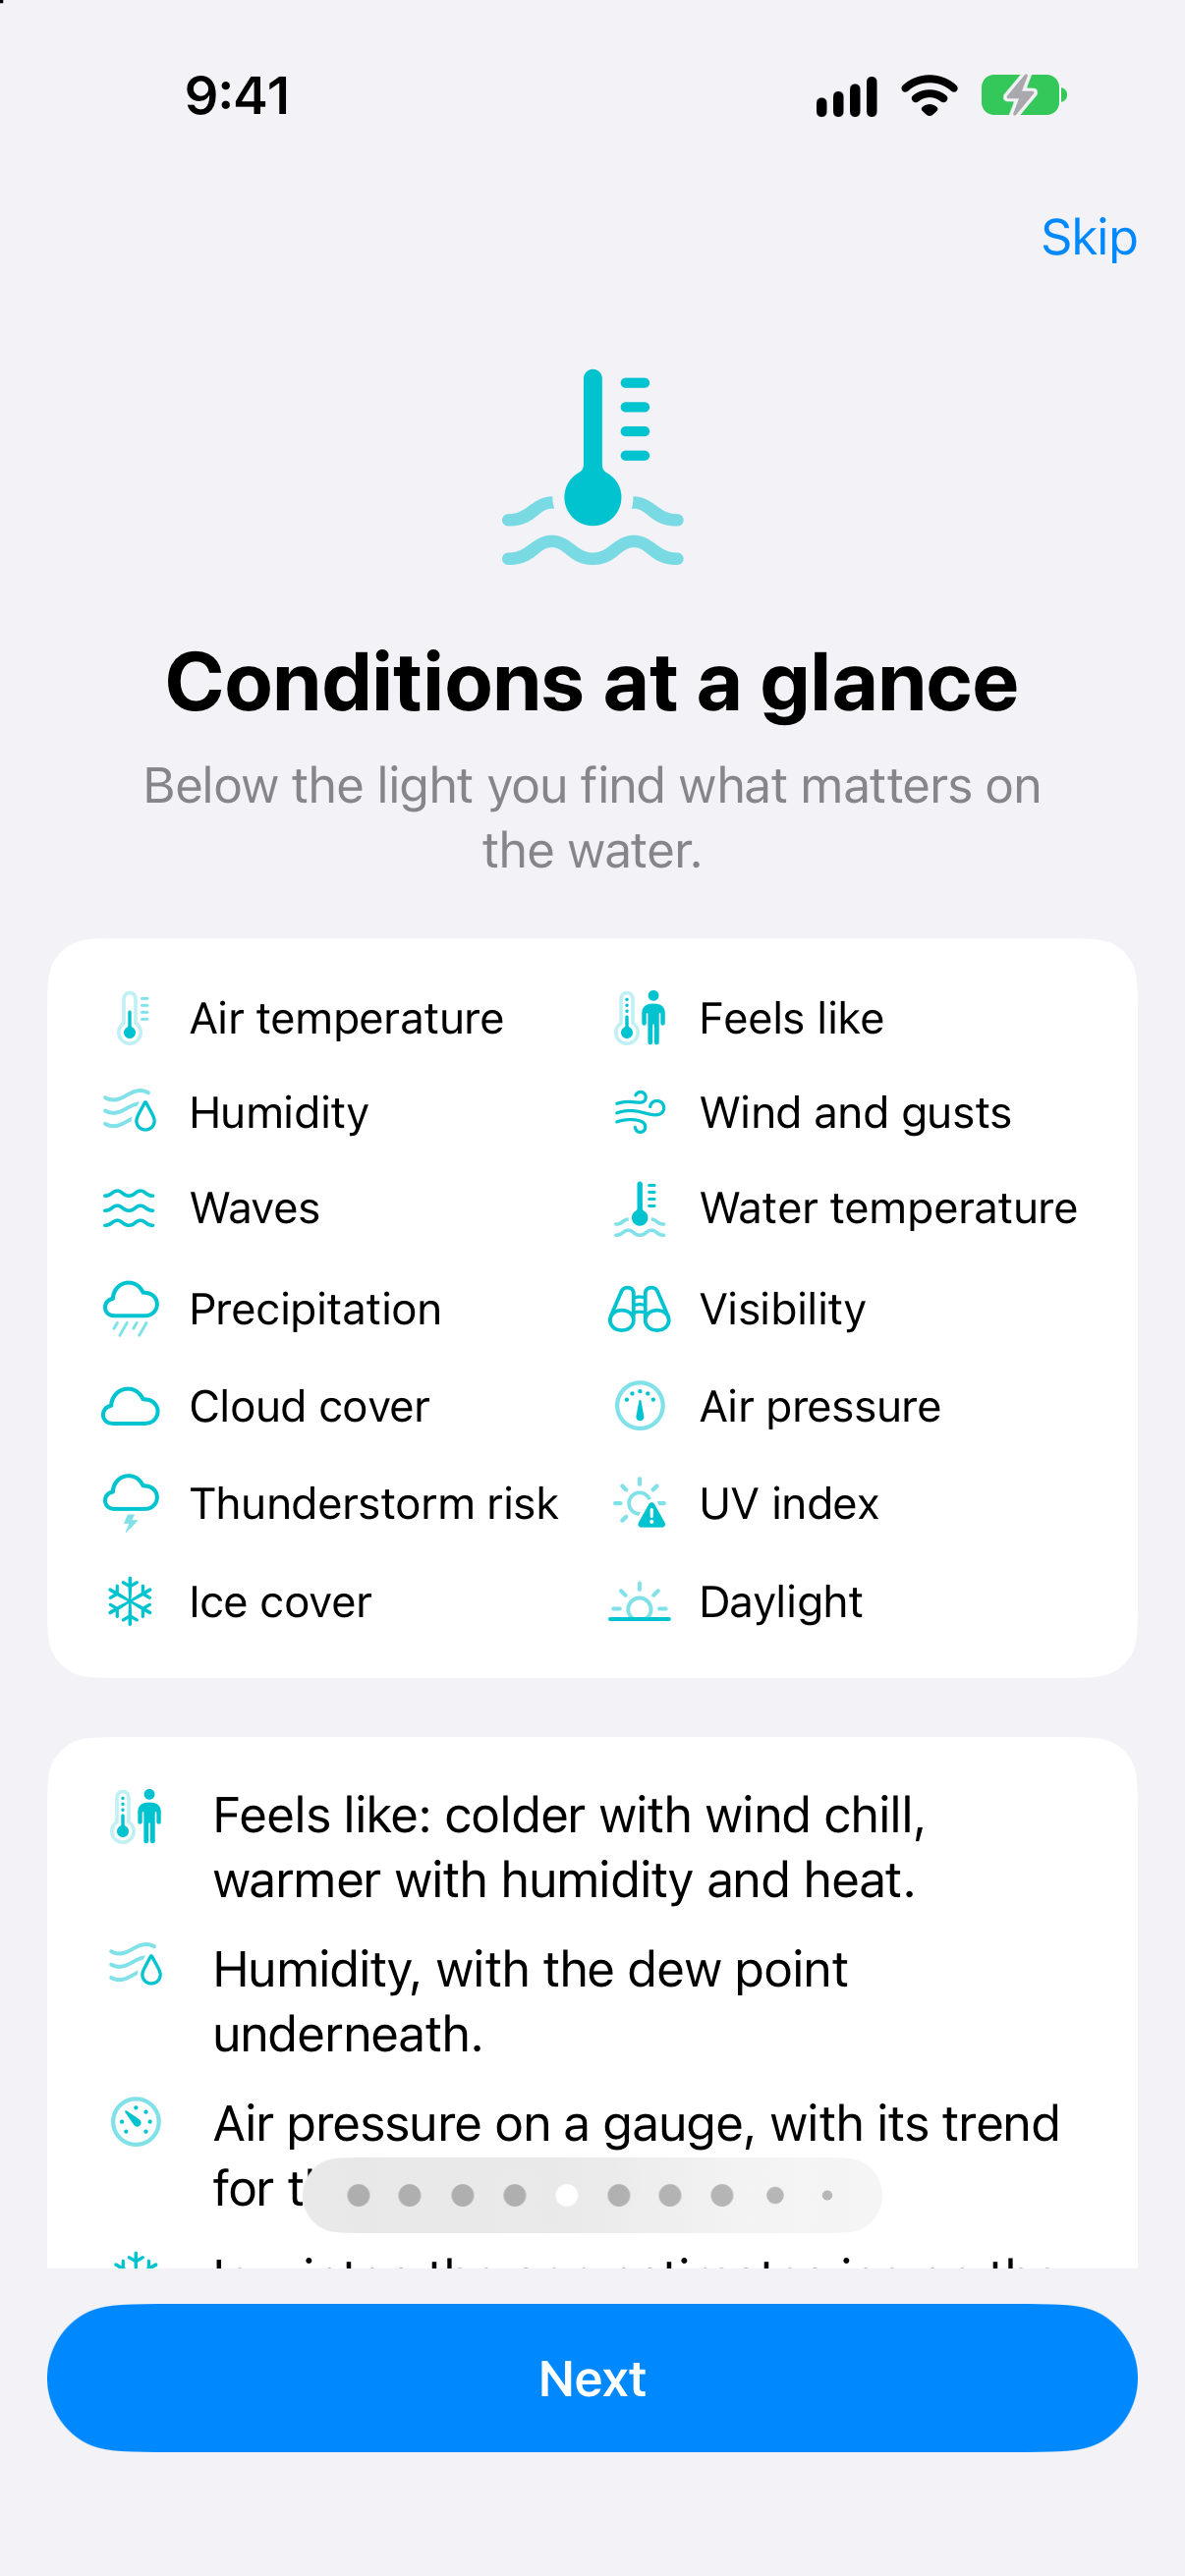 9:41
Skip
Conditions at a glance
Below the light you find what matters on
the water.
Air temperature
Feels like
Humidity
Wind and gusts
Waves
Water temperature
Precipitation
Visibility
Cloud cover
Air pressure
Thunderstorm risk
UV index
Ice cover
Daylight
Feels like: colder with wind chill,
warmer with humidity and heat.
Humidity, with the dew point
underneath.
Air pressure on a gauge, with its trend
for
Next